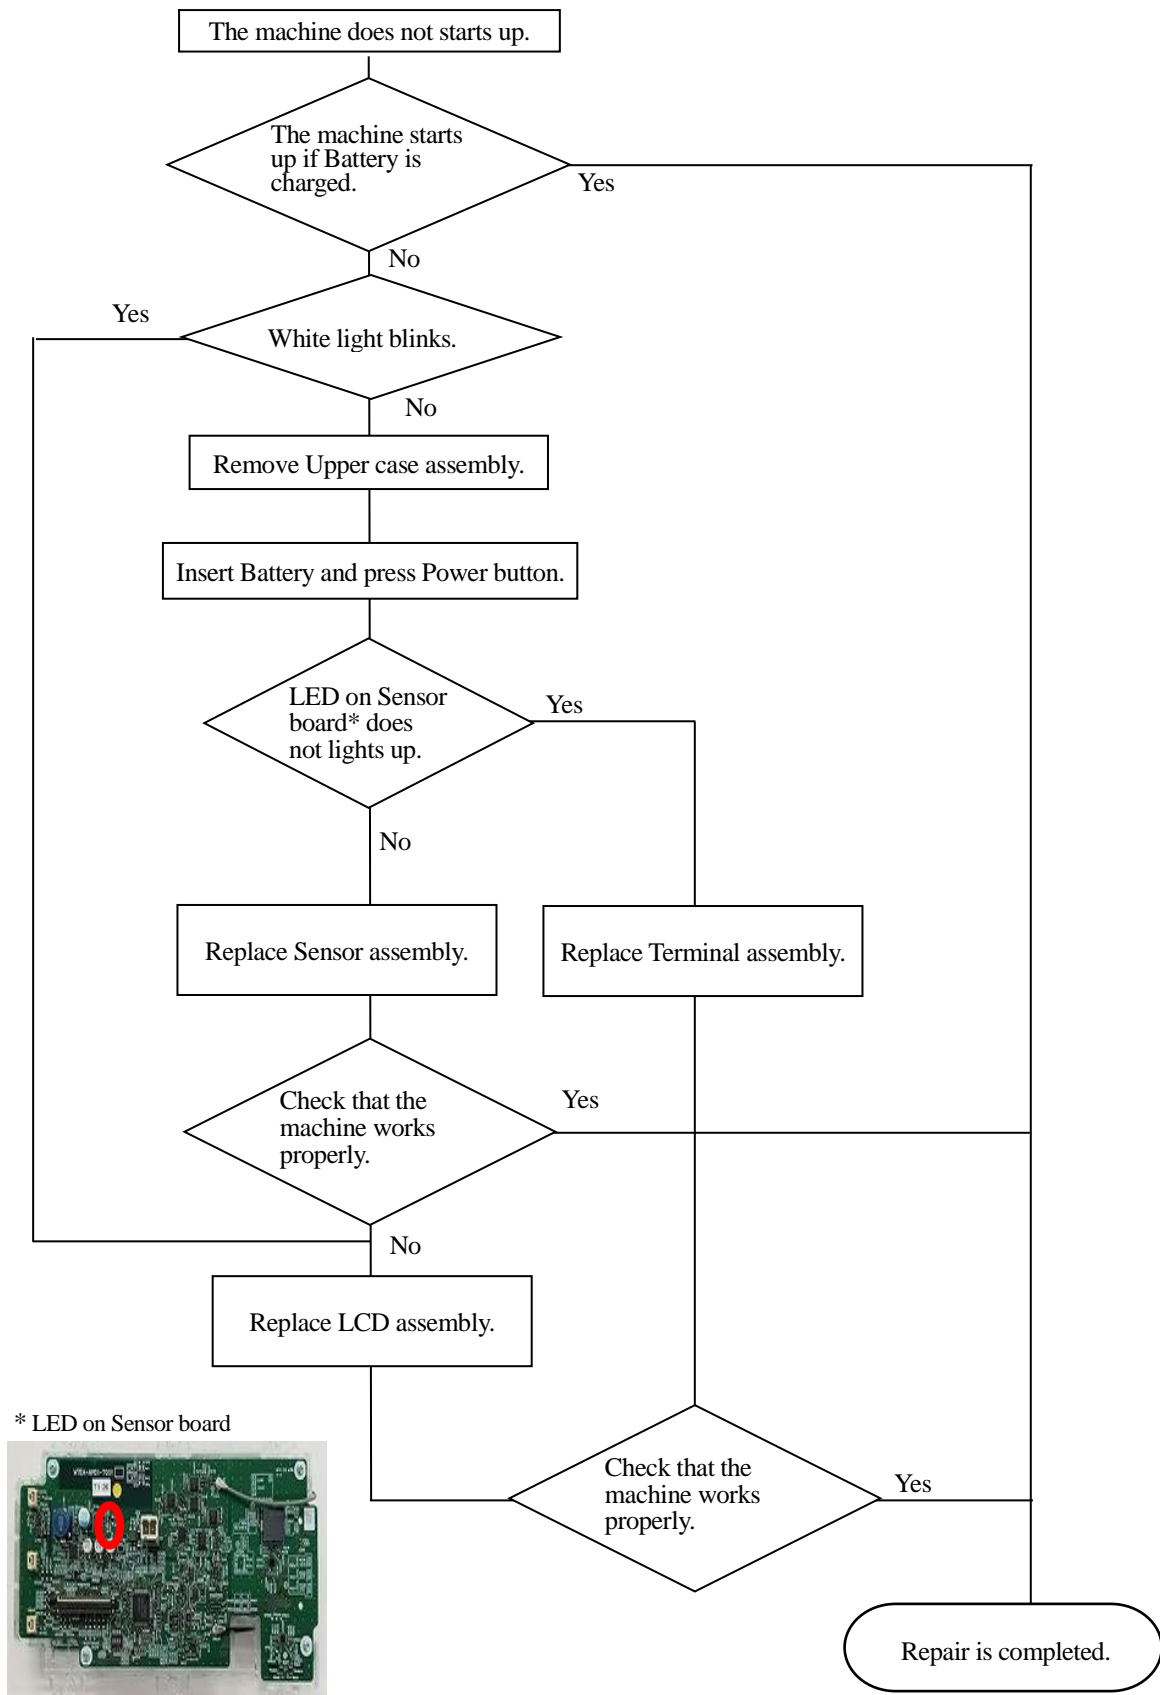 The machine does not starts up.
The machine starts
up if Battery is
charged.
Yes
No
Yes
White light blinks.
No
Remove Upper case assembly.
Insert Battery and press Power button.
LED on Sensor
board* does
not lights up.
Yes
No
Replace Sensor assembly.
Replace Terminal assembly.
Check that the
machine works
properly.
Yes
No
Replace LCD assembly.
* LED on Sensor board
Check that the
machine works
properly.
Yes
Repair is completed.